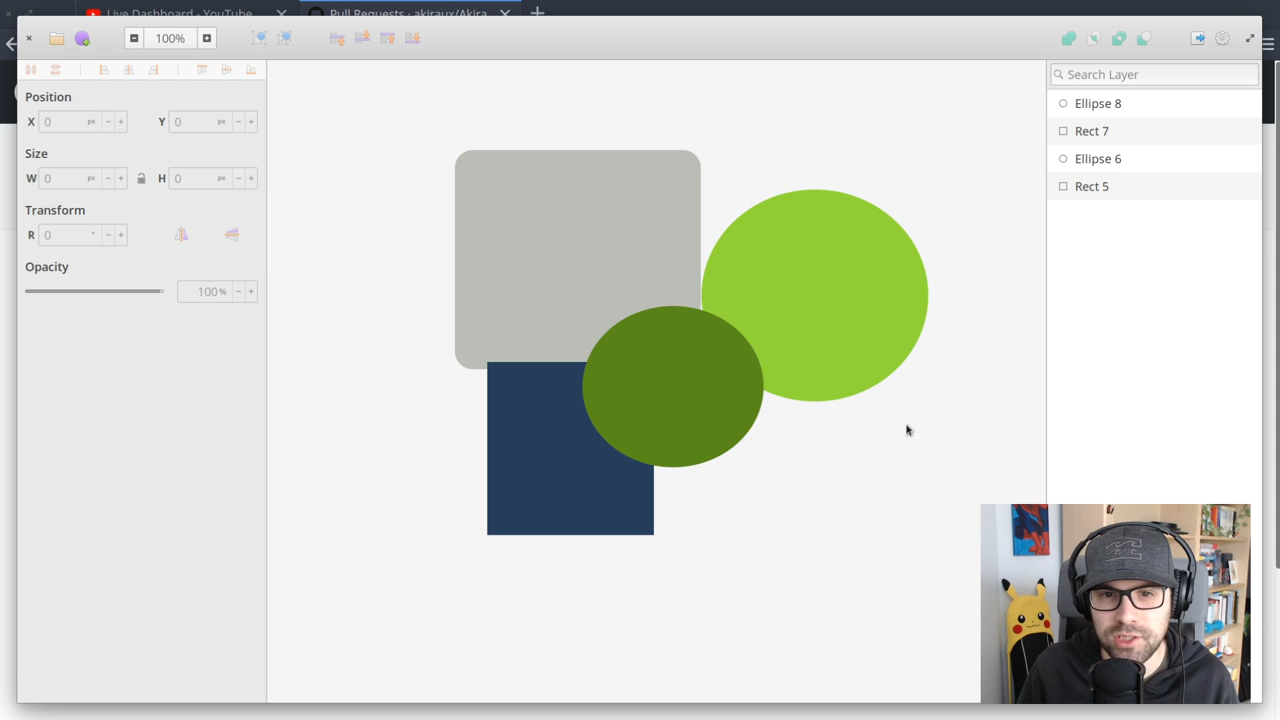 Live Dashboard - YouTube
Pull Requests · akiraux/Akira
100%
Position
X 0 px
Y 0 px
Size
W 0 px
H 0 px
Transform
R 0 °
Opacity
100 %
Search Layer
Ellipse 8
Rect 7
Ellipse 6
Rect 5